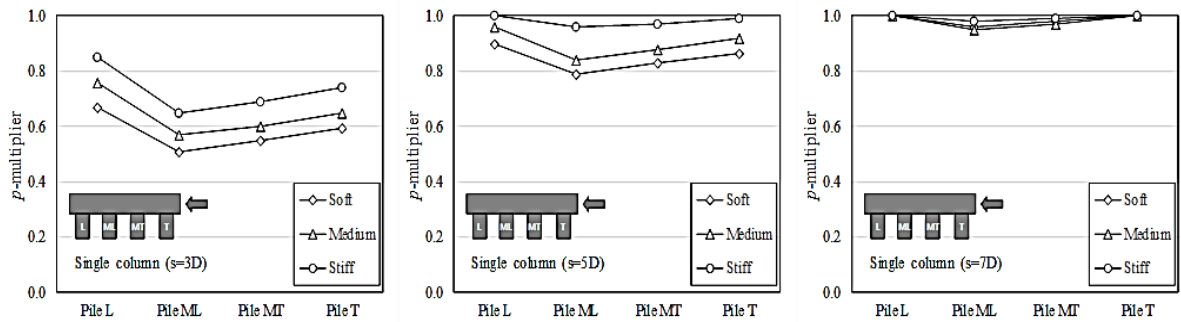 1.0
0.8
0.6
0.4
0.2
0.0
p-multiplier
L ML MT T
Single column (s=3D)
Soft
Medium
Stiff
Pile L Pile ML Pile MT Pile T
1.0
0.8
0.6
0.4
0.2
0.0
p-multiplier
L ML MT T
Single column (s=5D)
Soft
Medium
Stiff
Pile L Pile ML Pile MT Pile T
1.0
0.8
0.6
0.4
0.2
0.0
p-multiplier
L ML MT T
Single column (s=7D)
Soft
Medium
Stiff
Pile L Pile ML Pile MT Pile T